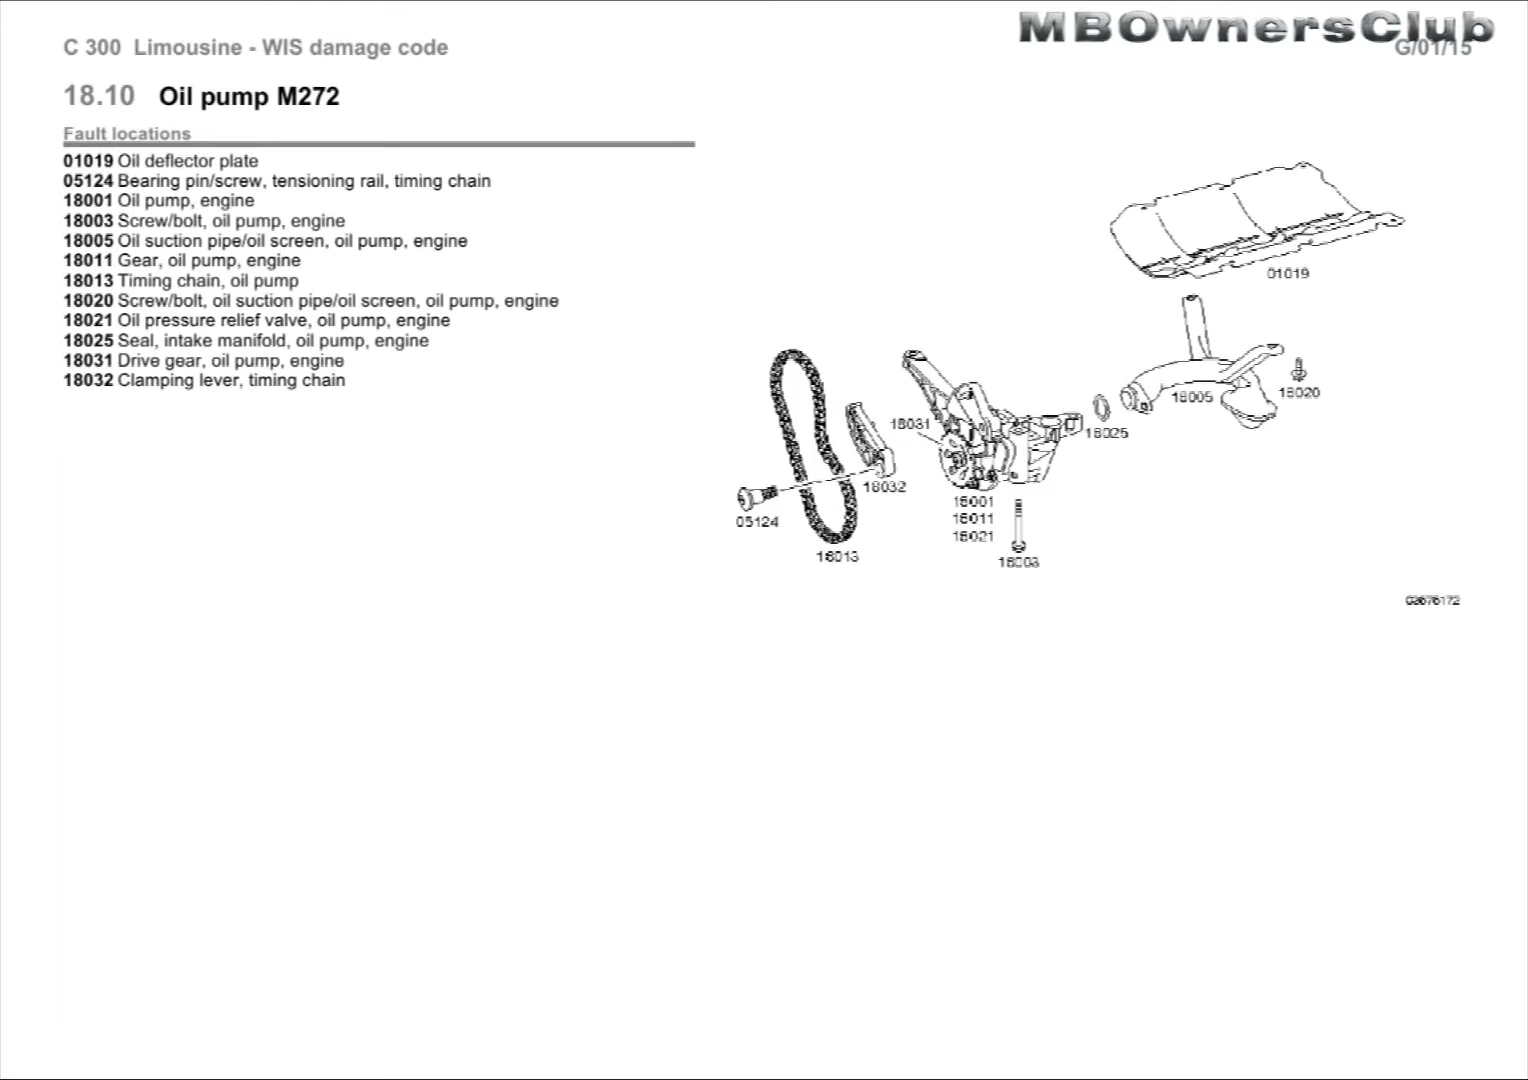 MBOwnersClub
C 300 Limousine - WIS damage code
G/01/15
18.10 Oil pump M272
Fault locations
01019 Oil deflector plate
05124 Bearing pin/screw, tensioning rail, timing chain
18001 Oil pump, engine
18003 Screw/bolt, oil pump, engine
18005 Oil suction pipe/oil screen, oil pump, engine
18011 Gear, oil pump, engine
18013 Timing chain, oil pump
18020 Screw/bolt, oil suction pipe/oil screen, oil pump, engine
18021 Oil pressure relief valve, oil pump, engine
18025 Seal, intake manifold, oil pump, engine
18031 Drive gear, oil pump, engine
18032 Clamping lever, timing chain
01019
18005
18020
18031
18025
18032
18001
18011
18021
05124
18013
18003